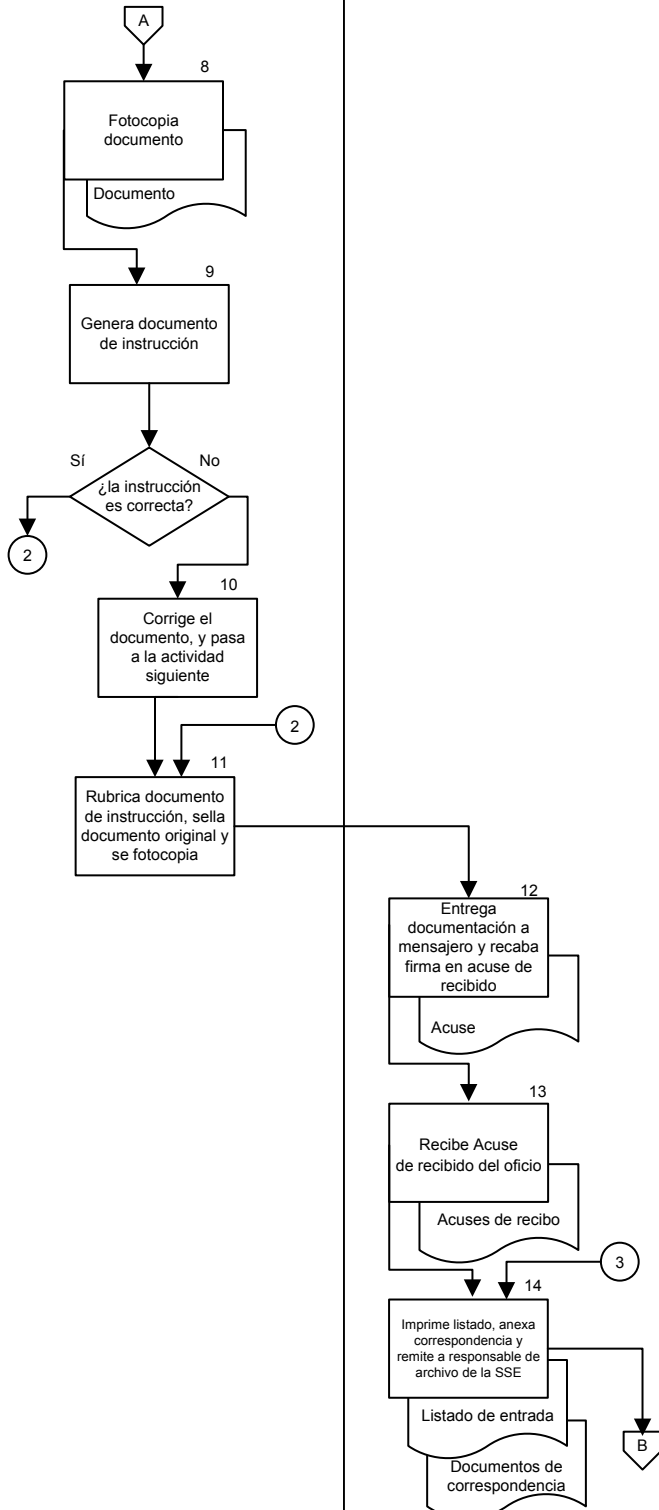 A
8
Fotocopia
documento
Documento
9
Genera documento
de instrucción
Sí
No
¿la instrucción
es correcta?
2
10
Corrige el
documento, y pasa
a la actividad
siguiente
2
11
Rubrica documento
de instrucción, sella
documento original y
se fotocopia
12
Entrega
documentación a
mensajero y recaba
firma en acuse de
recibido
Acuse
13
Recibe Acuse
de recibido del oficio
Acuses de recibo
3
14
Imprime listado, anexa
correspondencia y
remite a responsable de
archivo de la SSE
Listado de entrada
B
Documentos de
correspondencia